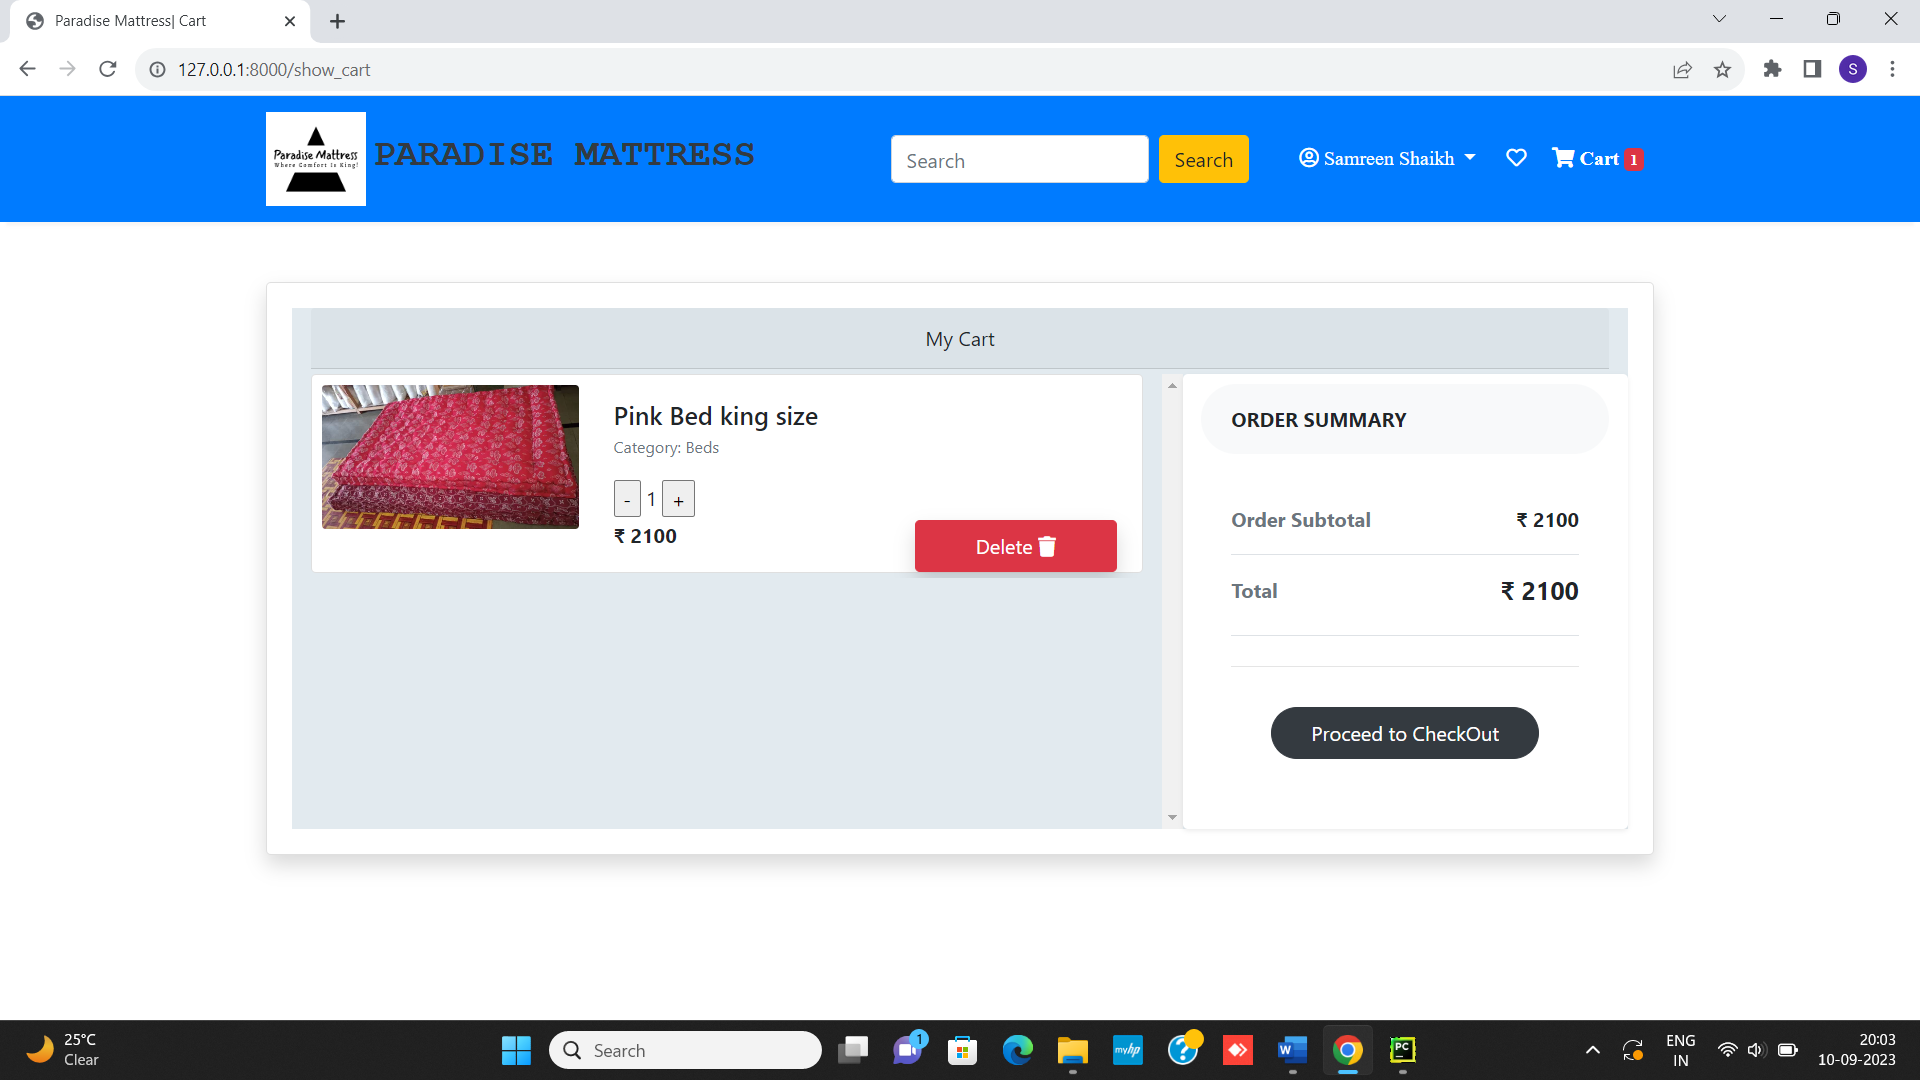 Paradise Mattress| Cart
127.0.0.1:8000/show_cart
S
Paradise Mattress
Where Comfort Is King!
PARADISE MATTRESS
Search
Search
Samreen Shaikh
Cart 1
My Cart
Pink Bed king size
Category: Beds
- 1 +
₹ 2100
Delete
ORDER SUMMARY
Order Subtotal ₹ 2100
Total ₹ 2100
Proceed to CheckOut
25°C
Clear
Search
1
myhp
?
W
PC
ENG
IN
20:03
10-09-2023